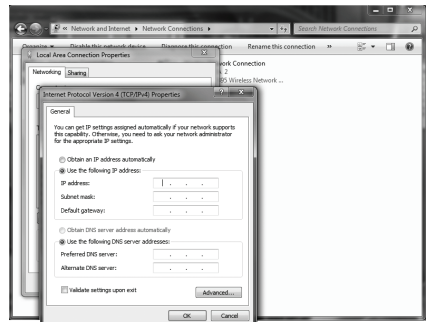 « Network and Internet ▸ Network Connections ▸
Search Network Connections
Organize ▾ Disable this network device Diagnose this connection Rename this connection »
Local Area Connection Properties
Networking Sharing
work Connection
2
95 Wireless Network ...
Internet Protocol Version 4 (TCP/IPv4) Properties
General
You can get IP settings assigned automatically if your network supports
this capability. Otherwise, you need to ask your network administrator
for the appropriate IP settings.
Obtain an IP address automatically
Use the following IP address:
IP address: . . .
Subnet mask: . . .
Default gateway: . . .
Obtain DNS server address automatically
Use the following DNS server addresses:
Preferred DNS server: . . .
Alternate DNS server: . . .
Validate settings upon exit
Advanced...
OK Cancel